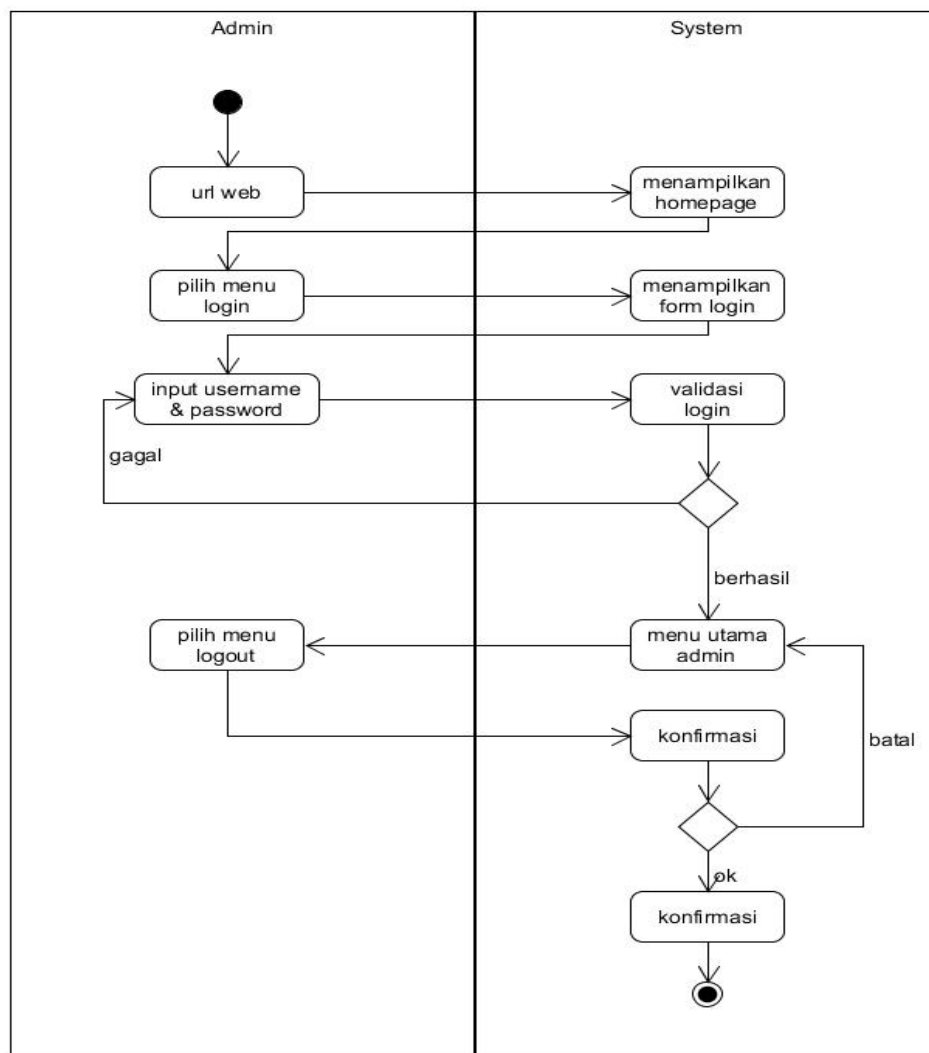 Admin
System
url web
menampilkan
homepage
pilih menu
login
menampilkan
form login
input username
& password
validasi
login
gagal
berhasil
pilih menu
logout
menu utama
admin
konfirmasi
batal
ok
konfirmasi